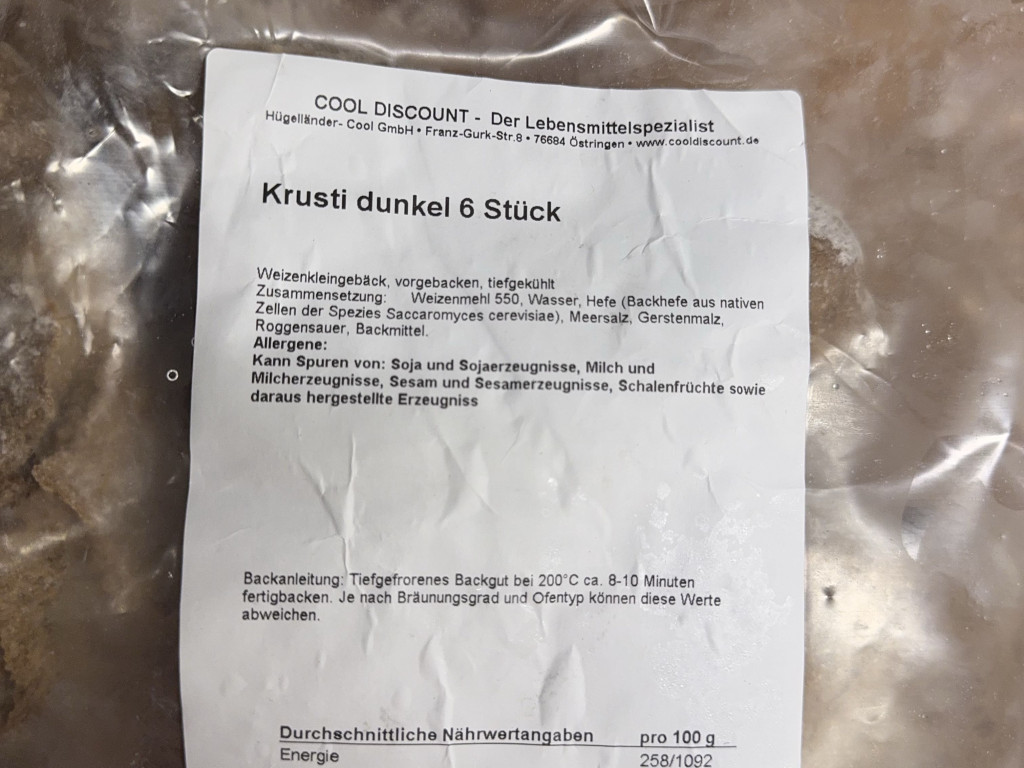 COOL DISCOUNT - Der Lebensmittelspezialist
Hügelländer- Cool GmbH • Franz-Gurk-Str.8 • 76684 Östringen • www.cooldiscount.de
Krusti dunkel 6 Stück
Weizenkleingebäck, vorgebacken, tiefgekühlt
Zusammensetzung: Weizenmehl 550, Wasser, Hefe (Backhefe aus nativen
Zellen der Spezies Saccaromyces cerevisiae), Meersalz, Gerstenmalz,
Roggensauer, Backmittel.
Allergene:
Kann Spuren von: Soja und Sojaerzeugnisse, Milch und
Milcherzeugnisse, Sesam und Sesamerzeugnisse, Schalenfrüchte sowie
daraus hergestellte Erzeugniss
Backanleitung: Tiefgefrorenes Backgut bei 200°C ca. 8-10 Minuten
fertigbacken. Je nach Bräunungsgrad und Ofentyp können diese Werte
abweichen.
Durchschnittliche Nährwertangaben pro 100 g
Energie 258/1092